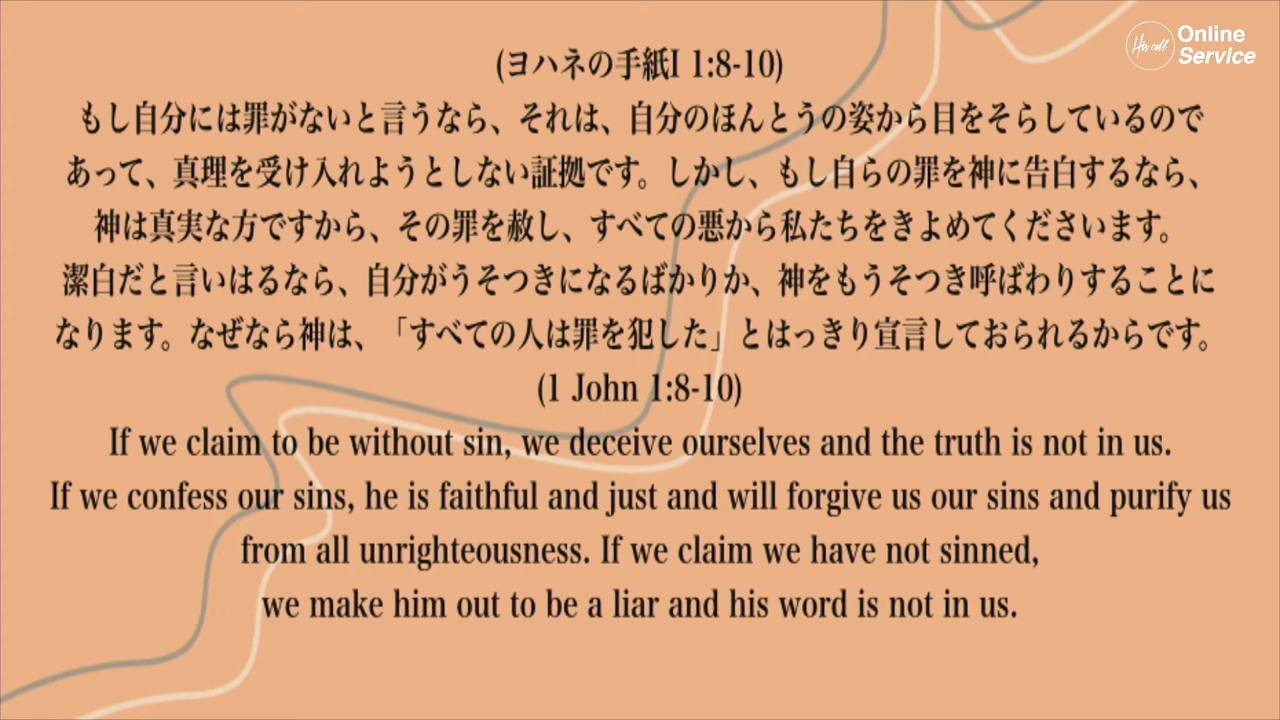 His call
Online
Service
(ヨハネの手紙I 1:8-10)
もし自分には罪がないと言うなら、それは、自分のほんとうの姿から目をそらしているので
あって、真理を受け入れようとしない証拠です。しかし、もし自らの罪を神に告白するなら、
神は真実な方ですから、その罪を赦し、すべての悪から私たちをきよめてくださいます。
潔白だと言いはるなら、自分がうそつきになるばかりか、神をもうそつき呼ばわりすることに
なります。なぜなら神は、「すべての人は罪を犯した」とはっきり宣言しておられるからです。
(1 John 1:8-10)
If we claim to be without sin, we deceive ourselves and the truth is not in us.
If we confess our sins, he is faithful and just and will forgive us our sins and purify us
from all unrighteousness. If we claim we have not sinned,
we make him out to be a liar and his word is not in us.